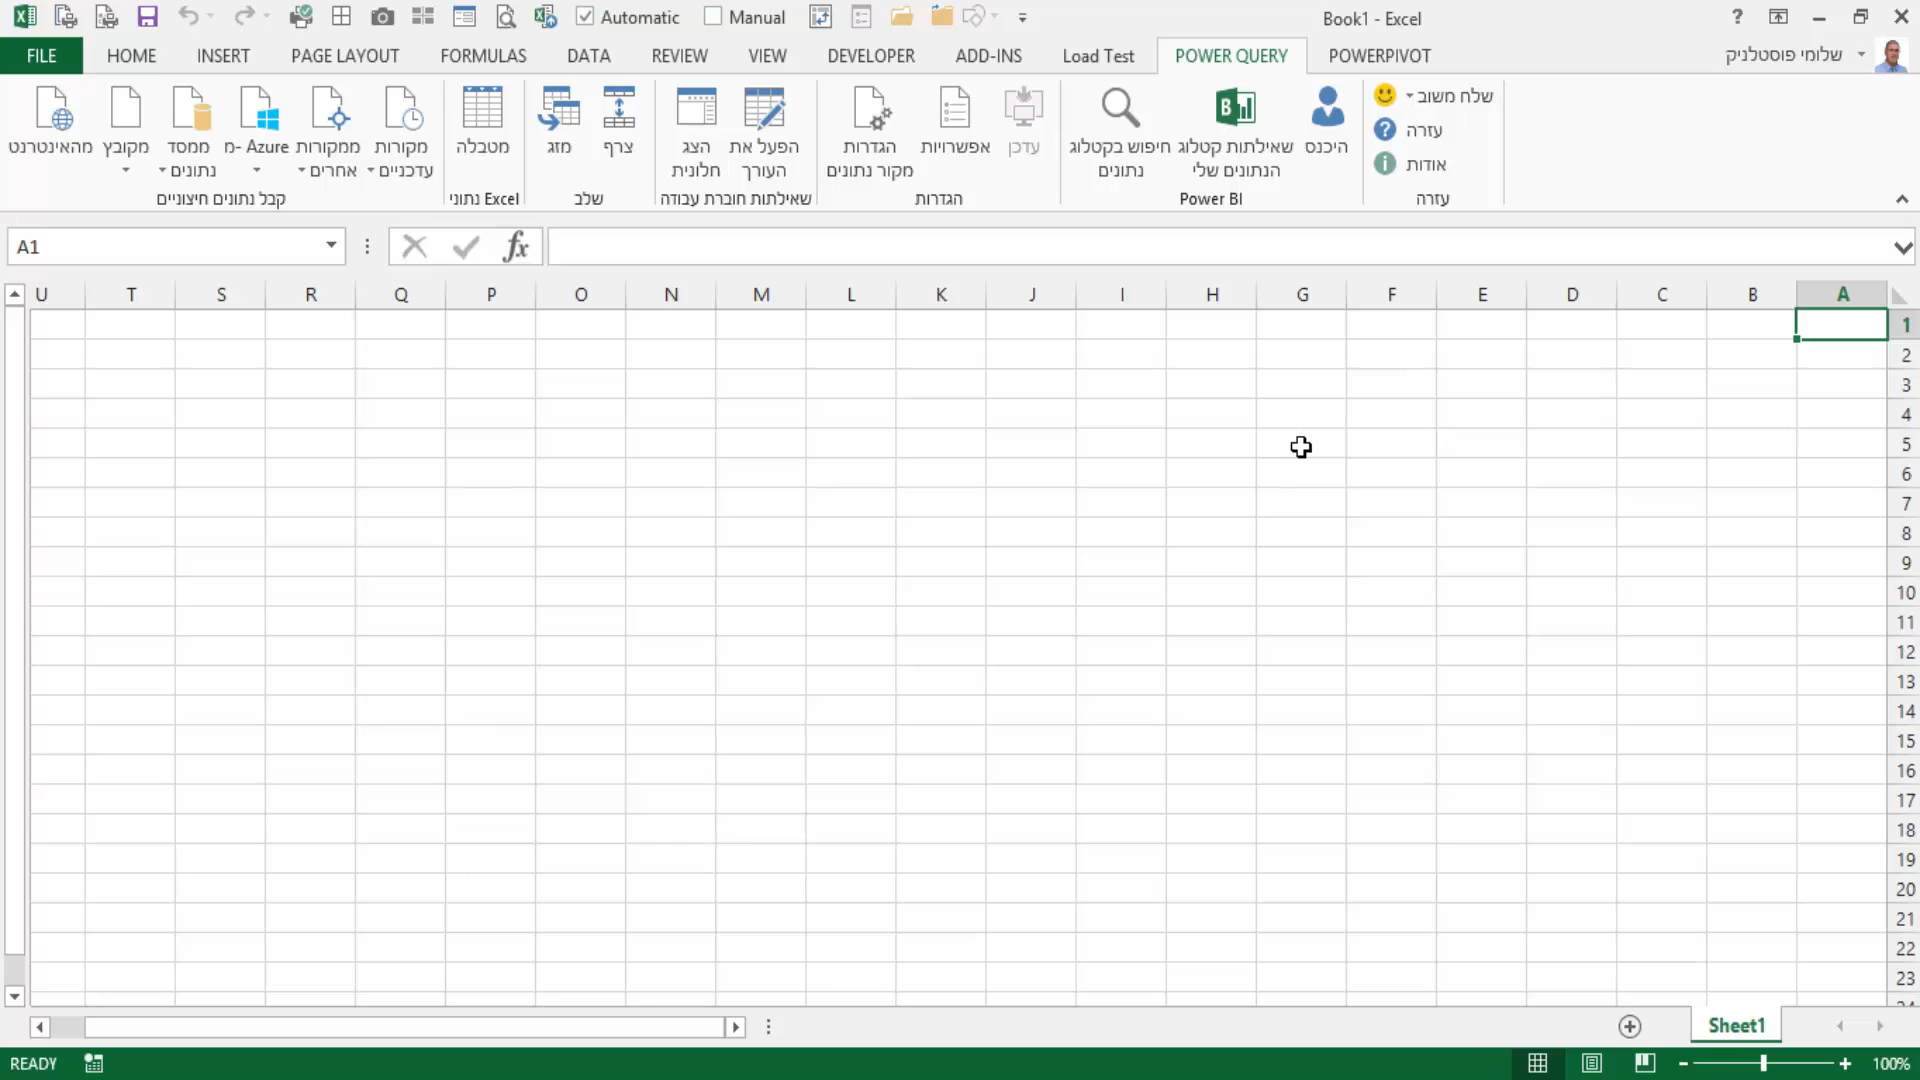 Automatic
Manual
Book1 - Excel
?
FILE
HOME
INSERT
PAGE LAYOUT
FORMULAS
DATA
REVIEW
VIEW
DEVELOPER
ADD-INS
Load Test
POWER QUERY
POWERPIVOT
שלומי פוסטלניק
מהאינטרנט
מקובץ
ממסד
נתונים
מ- Azure
ממקורות
אחרים
מקורות
עדכניים
קבל נתונים חיצוניים
מטבלה
נתוני Excel
מזג
צרף
שלב
הצג
חלונית
הפעל את
העורך
שאילתות חוברת עבודה
הגדרות
מקור נתונים
אפשרויות
עדכן
הגדרות
חיפוש בקטלוג
נתונים
שאילתות קטלוג
הנתונים שלי
היכנס
Power BI
שלח משוב
עזרה
אודות
עזרה
A1
fx
U T S R Q P O N M L K J I H G F E D C B A
1
2
3
4
5
6
7
8
9
10
11
12
13
14
15
16
17
18
19
20
21
22
23
Sheet1
READY
100%